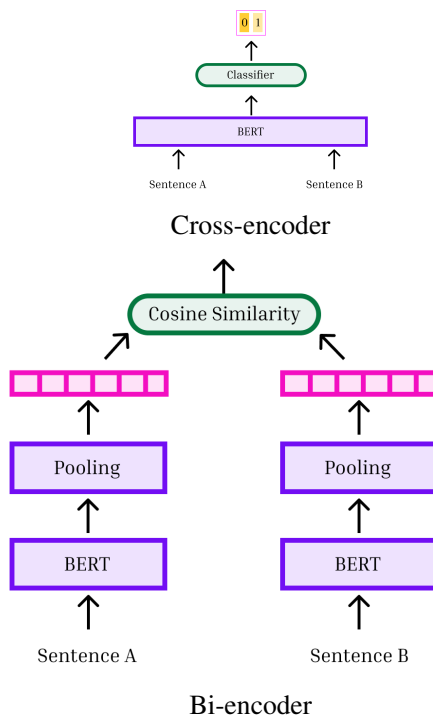 0 1
Classifier
BERT
Sentence A Sentence B
Cross-encoder
Cosine Similarity
Pooling Pooling
BERT BERT
Sentence A Sentence B
Bi-encoder